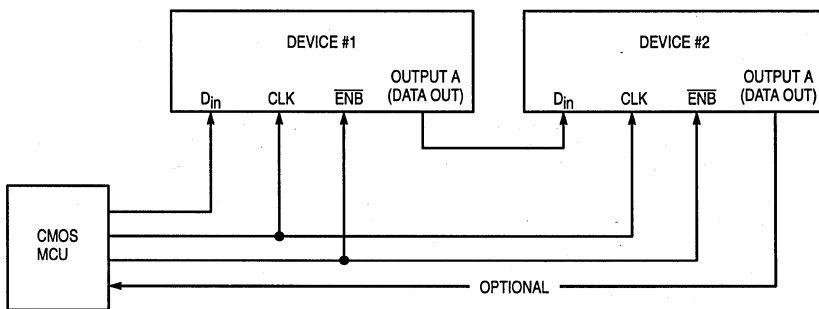 DEVICE #1
Din CLK ENB OUTPUT A
(DATA OUT)
DEVICE #2
Din CLK ENB OUTPUT A
(DATA OUT)
CMOS
MCU
OPTIONAL